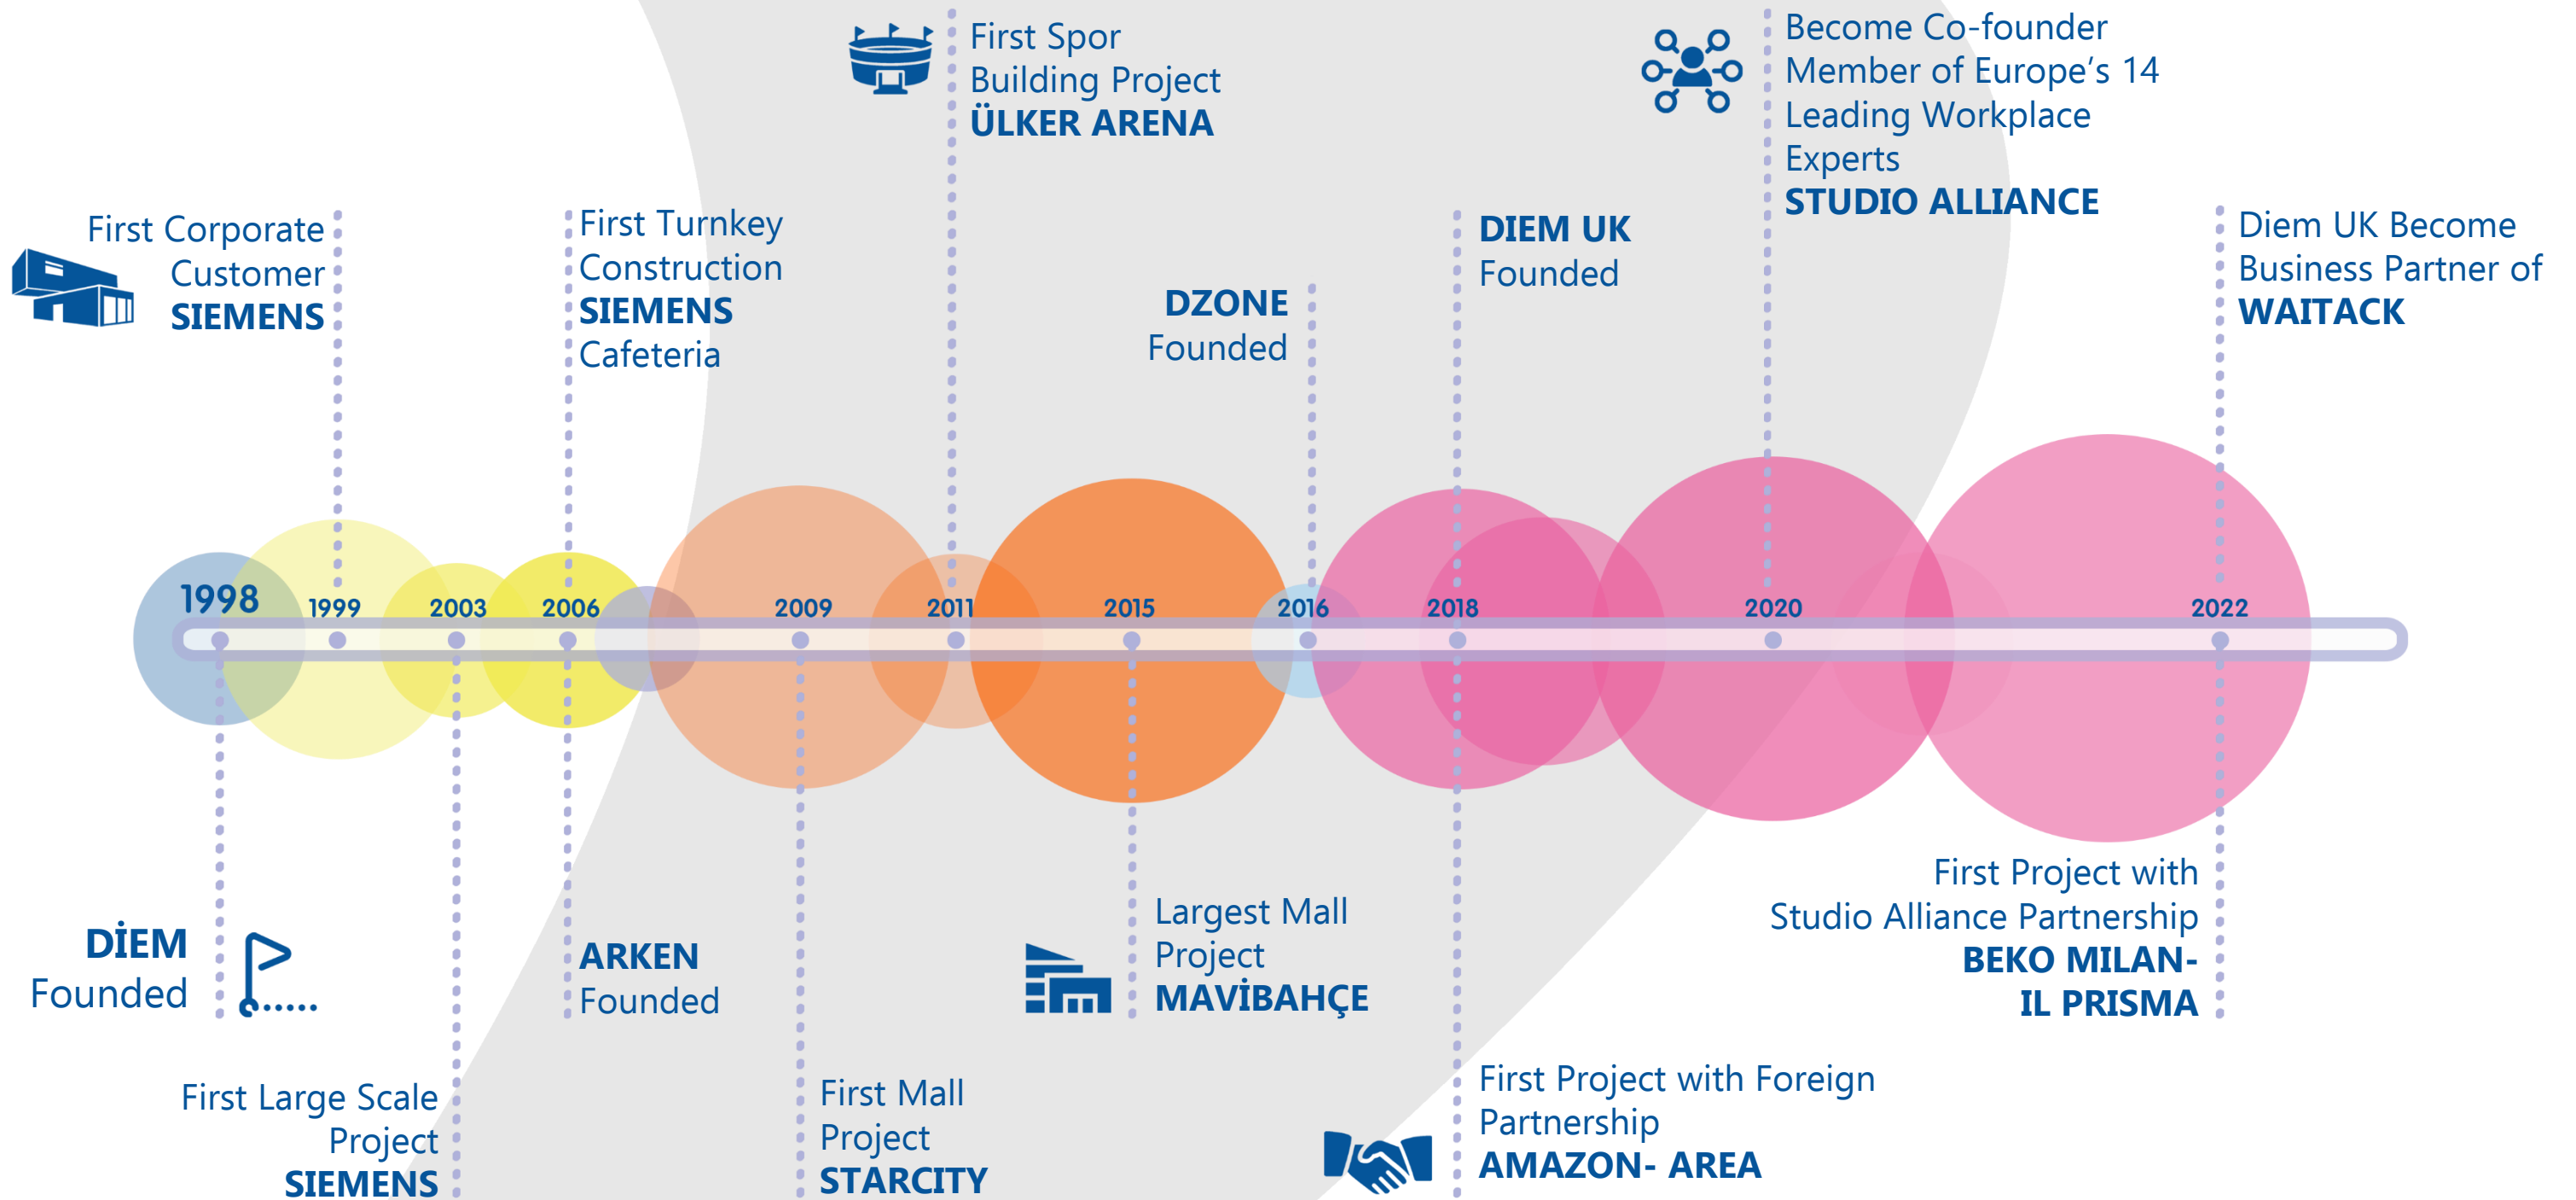 First Spor
Building Project
ÜLKER ARENA
Become Co-founder
Member of Europe's 14
Leading Workplace
Experts
STUDIO ALLIANCE
First Corporate
Customer
SIEMENS
First Turnkey
Construction
SIEMENS
Cafeteria
DZONE
Founded
DIEM UK
Founded
Diem UK Become
Business Partner of
WAITACK
1998
1999
2003
2006
2009
2011
2015
2016
2018
2020
2022
DİEM
Founded
First Large Scale
Project
SIEMENS
ARKEN
Founded
First Mall
Project
STARCITY
Largest Mall
Project
MAVİBAHÇE
First Project with Foreign
Partnership
AMAZON- AREA
First Project with
Studio Alliance Partnership
BEKO MILAN-
IL PRISMA